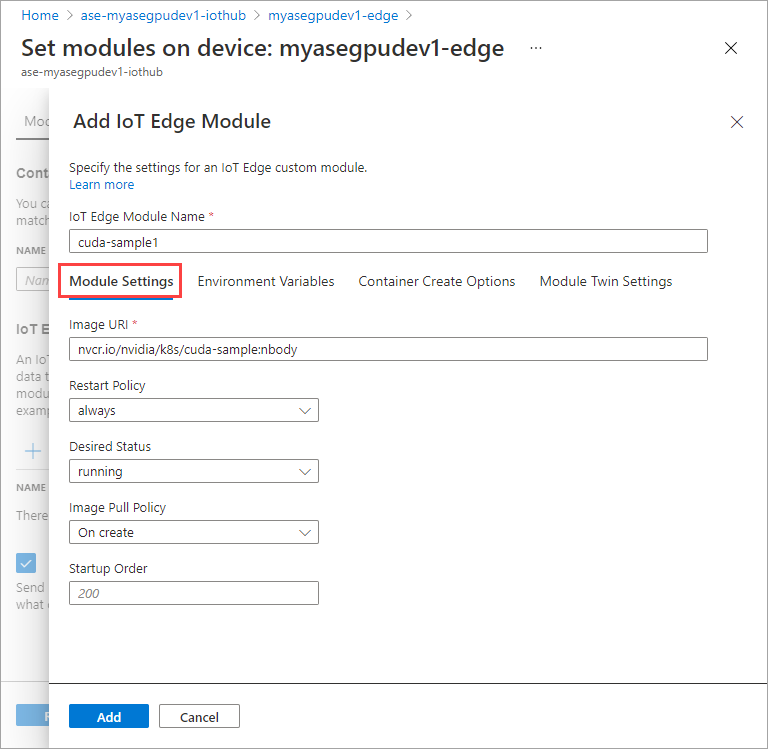 Home > ase-myasegpudev1-iothub > myasegpudev1-edge >
Set modules on device: myasegpudev1-edge ...
ase-myasegpudev1-iothub
Add IoT Edge Module
Specify the settings for an IoT Edge custom module.
Learn more
IoT Edge Module Name *
cuda-sample1
Module Settings Environment Variables Container Create Options Module Twin Settings
Image URI *
nvcr.io/nvidia/k8s/cuda-sample:nbody
Restart Policy
always
Desired Status
running
Image Pull Policy
On create
Startup Order
200
Add Cancel
You ca
match
NAME
Nam
IoT E
An IoT
data t
modu
examp
NAME
There
Send
what